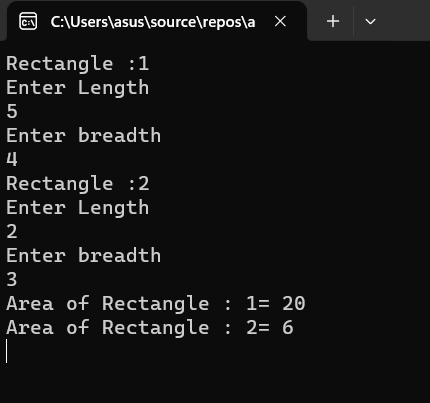 C:\Users\asus\source\repos\a
Rectangle :1
Enter Length
5
Enter breadth
4
Rectangle :2
Enter Length
2
Enter breadth
3
Area of Rectangle : 1= 20
Area of Rectangle : 2= 6